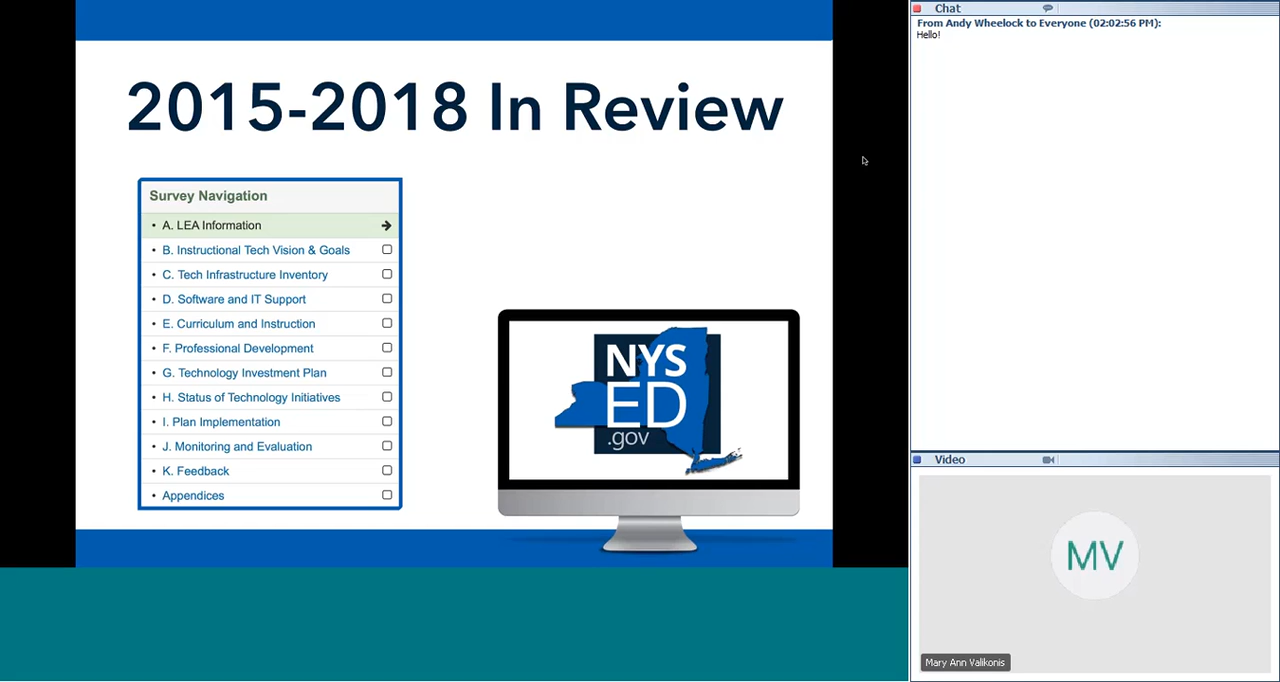 2015-2018 In Review
Survey Navigation
• A. LEA Information
• B. Instructional Tech Vision & Goals
• C. Tech Infrastructure Inventory
• D. Software and IT Support
• E. Curriculum and Instruction
• F. Professional Development
• G. Technology Investment Plan
• H. Status of Technology Initiatives
• I. Plan Implementation
• J. Monitoring and Evaluation
• K. Feedback
Appendices
NYS
ED
.gov
Chat
From Andy Wheelock to Everyone (02:02:56 PM):
Hello!
Video
MV
Mary Ann Valikonis